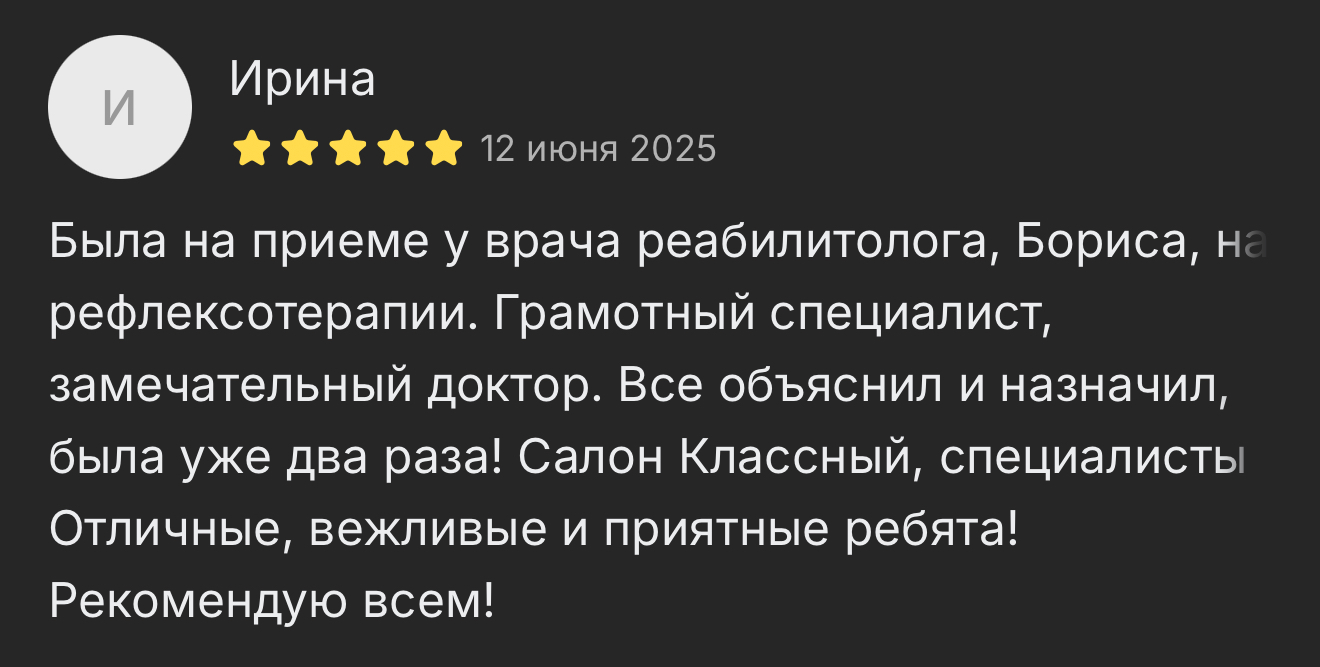 И
Ирина
12 июня 2025
Была на приеме у врача реабилитолога, Бориса, на
рефлексотерапии. Грамотный специалист,
замечательный доктор. Все объяснил и назначил,
была уже два раза! Салон Классный, специалисты
Отличные, вежливые и приятные ребята!
Рекомендую всем!